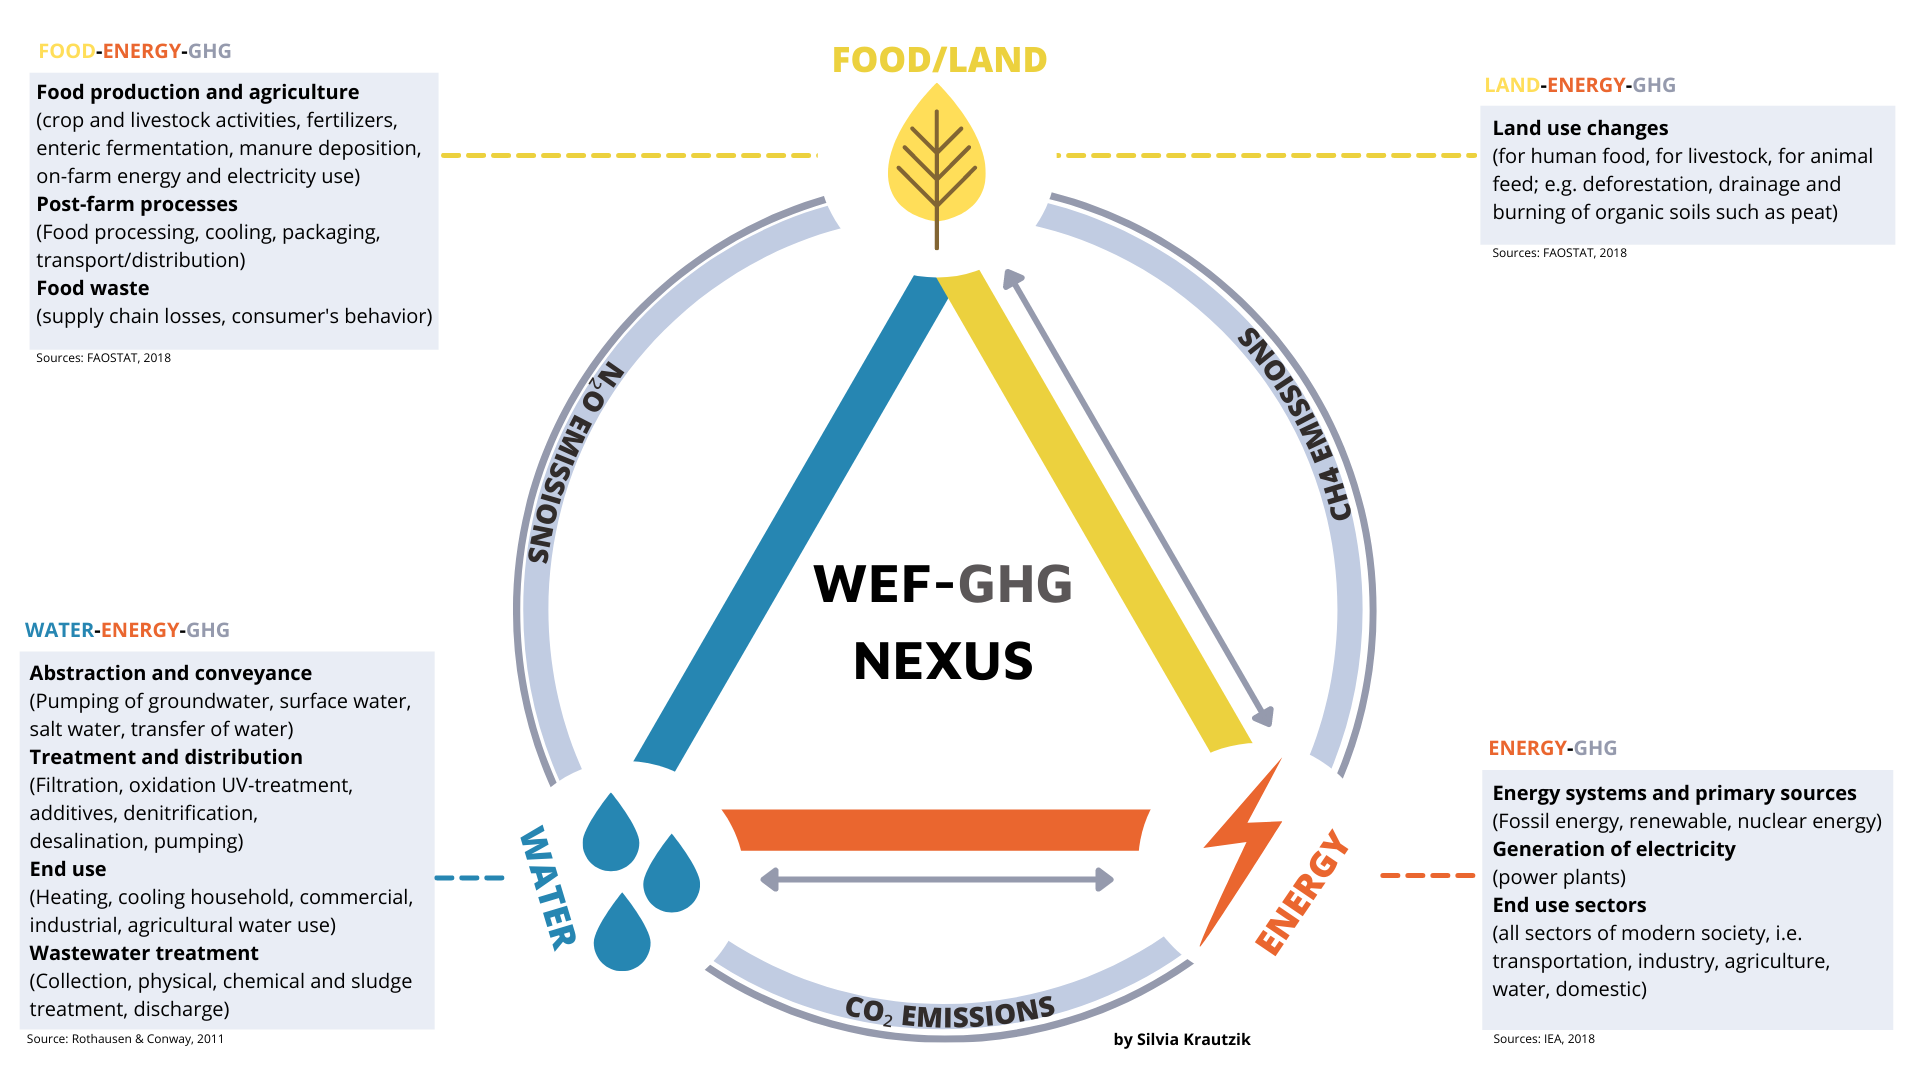 FOOD-ENERGY-GHG
Food production and agriculture
(crop and livestock activities, fertilizers,
enteric fermentation, manure deposition,
on-farm energy and electricity use)
Post-farm processes
(Food processing, cooling, packaging,
transport/distribution)
Food waste
(supply chain losses, consumer's behavior)
Sources: FAOSTAT, 2018
FOOD/LAND
LAND-ENERGY-GHG
Land use changes
(for human food, for livestock, for animal
feed; e.g. deforestation, drainage and
burning of organic soils such as peat)
Sources: FAOSTAT, 2018
N₂O EMISSIONS
CH4 EMISSIONS
WEF-GHG
NEXUS
WATER-ENERGY-GHG
Abstraction and conveyance
(Pumping of groundwater, surface water,
salt water, transfer of water)
Treatment and distribution
(Filtration, oxidation UV-treatment,
additives, denitrification,
desalination, pumping)
End use
(Heating, cooling household, commercial,
industrial, agricultural water use)
Wastewater treatment
(Collection, physical, chemical and sludge
treatment, discharge)
Source: Rothausen & Conway, 2011
WATER
ENERGY
ENERGY-GHG
Energy systems and primary sources
(Fossil energy, renewable, nuclear energy)
Generation of electricity
(power plants)
End use sectors
(all sectors of modern society, i.e.
transportation, industry, agriculture,
water, domestic)
Sources: IEA, 2018
CO₂ EMISSIONS
by Silvia Krautzik